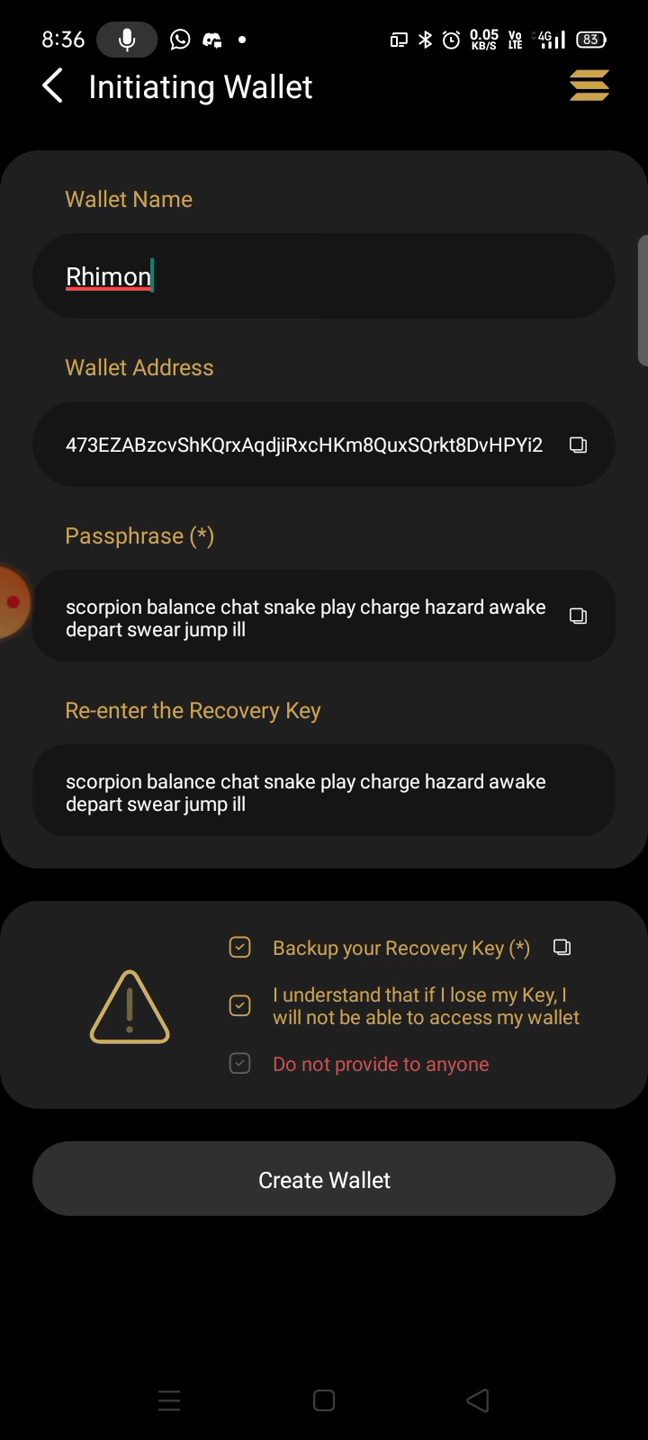 8:36
0.05
KB/S
Vo
LTE
4G
83
Initiating Wallet
Wallet Name
Rhimon
Wallet Address
473EZABzcvShKQrxAqdjiRxcHKm8QuxSQrkt8DvHPYi2
Passphrase (*)
scorpion balance chat snake play charge hazard awake
depart swear jump ill
Re-enter the Recovery Key
scorpion balance chat snake play charge hazard awake
depart swear jump ill
Backup your Recovery Key (*)
I understand that if I lose my Key, I
will not be able to access my wallet
Do not provide to anyone
Create Wallet